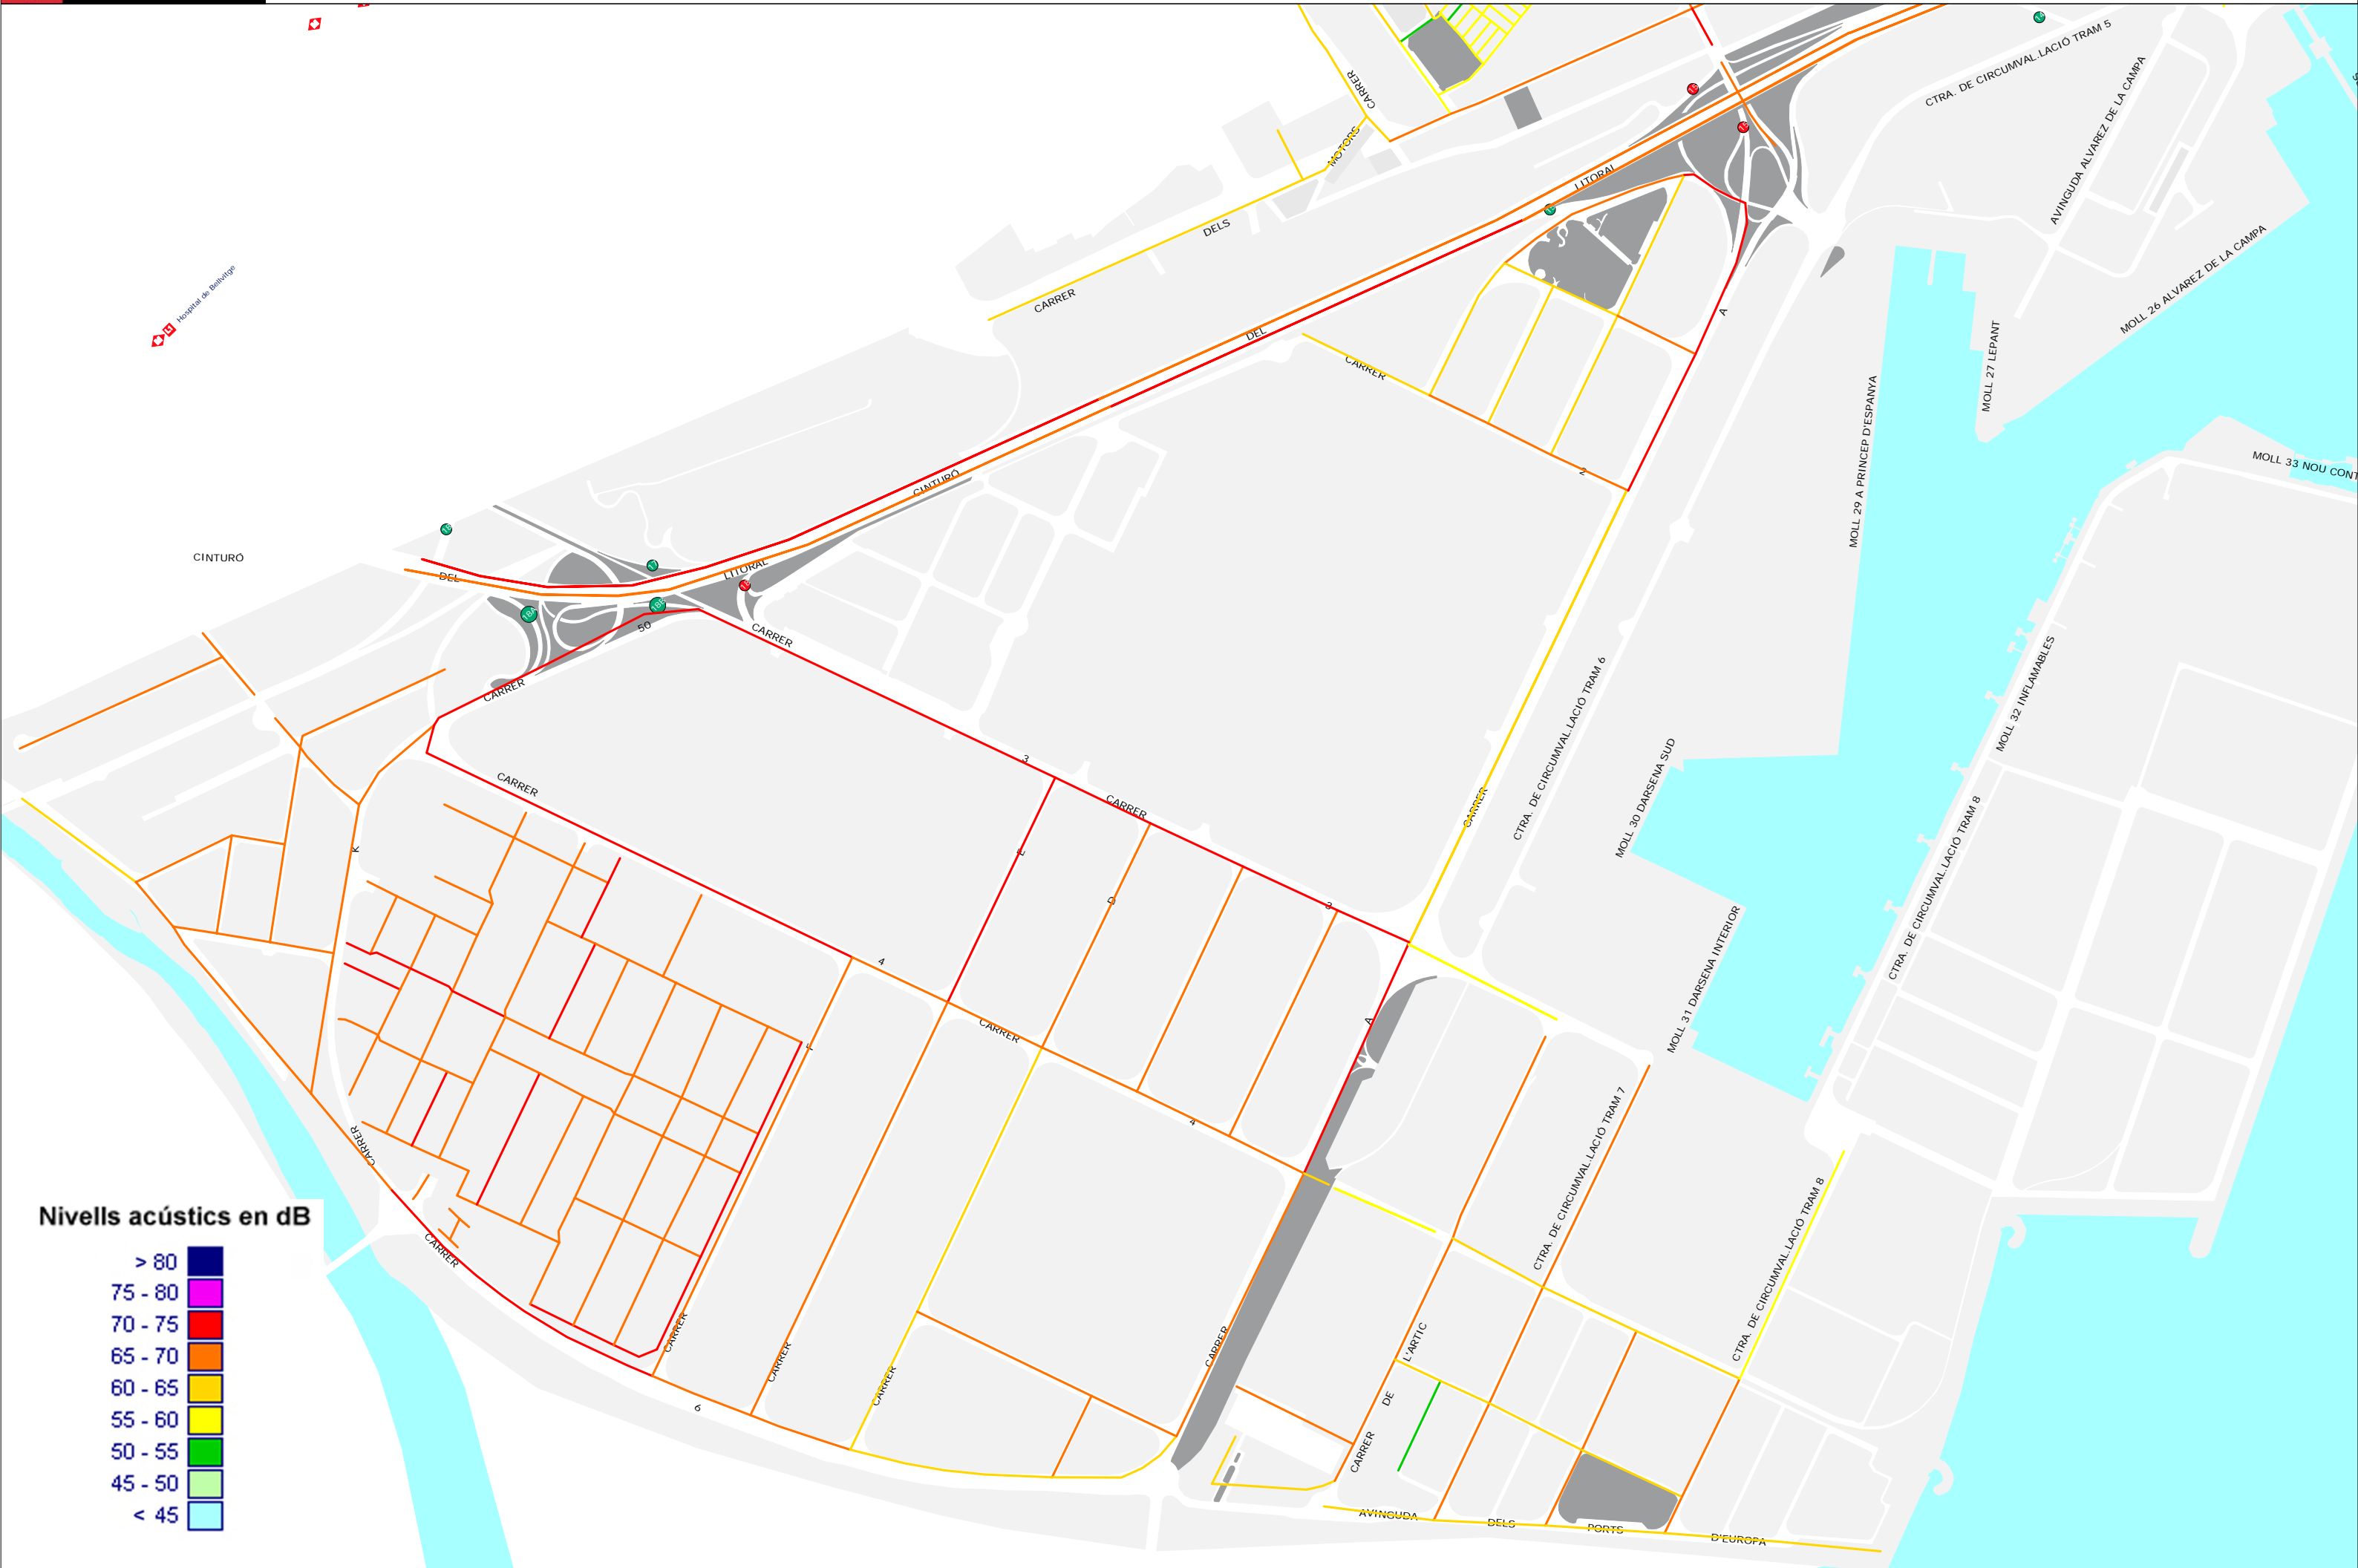 CTRA. DE CIRCUMVAL.LACIÓ TRAM 5
CARRER
MOTORS
AVINGUDA ALVAREZ DE LA CAMPA
LITORAL
DELS
Hospital de Bellvitge
CARRER
MOLL 26 ALVAREZ DE LA CAMPA
A
DEL
CARRER
MOLL 27 LEPANT
MOLL 29 A PRINCEP D'ESPANYA
2
MOLL 33 NOU CONT
CINTURÓ
CINTURÓ
DEL
LITORAL
50
CARRER
CARRER
CTRA. DE CIRCUMVAL.LACIÓ TRAM 6
MOLL 32 INFLAMABLES
3
CARRER
CARRER
CARRER
MOLL 30 DARSENA SUD
K
E
D
3
CTRA. DE CIRCUMVAL.LACIÓ TRAM 8
4
MOLL 31 DARSENA INTERIOR
CARRER
A
F
4
CARRER
CTRA. DE CIRCUMVAL.LACIÓ TRAM 7
CARRER
CTRA. DE CIRCUMVAL.LACIÓ TRAM 8
Nivells acústics en dB
> 80
75 - 80
70 - 75
65 - 70
60 - 65
55 - 60
50 - 55
45 - 50
< 45
CARRER
CARRER
CARRER
CARRER
6
L'ARTIC
DE
CARRER
AVINGUDA
DELS
PORTS
D'EUROPA